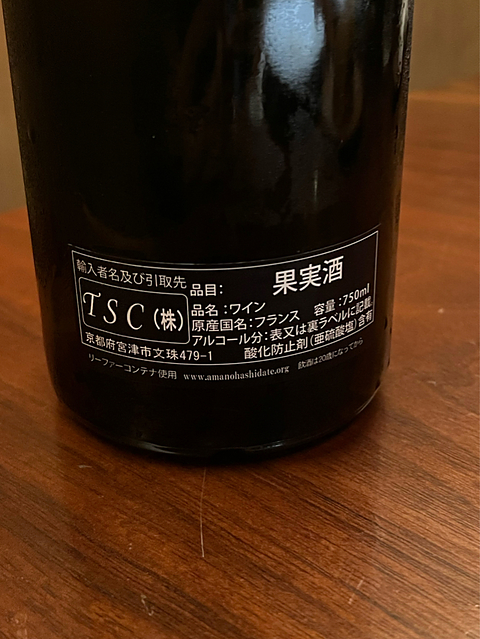 輸入者名及び引取先
TSC(株)
京都府宮津市文珠479-1
品目: 果実酒
品名:ワイン 容量:750ml
原産国名:フランス
アルコール分:表又は裏ラベルに記載
酸化防止剤(亜硫酸塩)含有
リーファーコンテナ使用 www.amanohashidate.org 飲酒は20歳になってから